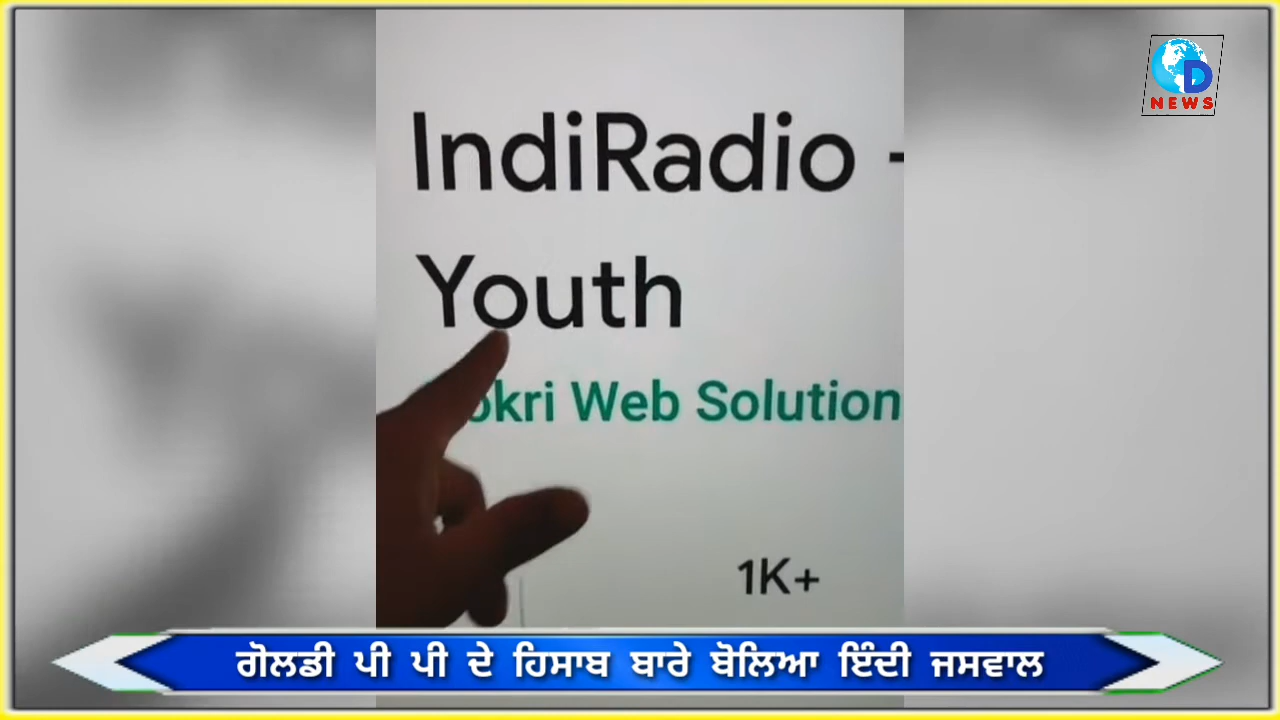 IndiRadio -
Youth
Web Solution
1K+
D
NEWS
ਗੋਲਡੀ ਪੀ ਪੀ ਦੇ ਹਿਸਾਬ ਬਾਰੇ ਬੋਲਿਆ ਇੰਦੀ ਜਸਵਾਲ